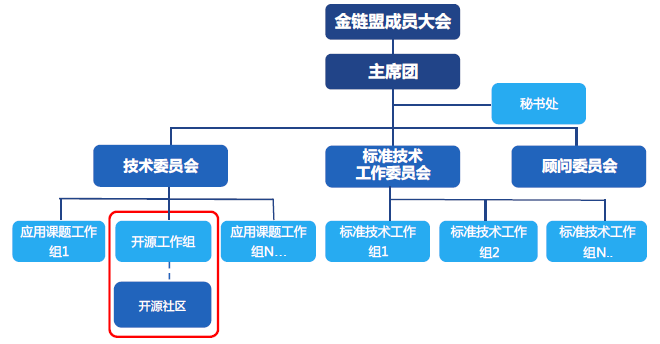 金链盟成员大会
主席团
秘书处
技术委员会
标准技术
工作委员会
顾问委员会
应用课题工作
组1
开源工作组
应用课题工作
组N...
标准技术工作
组1
标准技术工作
组2
标准技术工作
组N..
开源社区